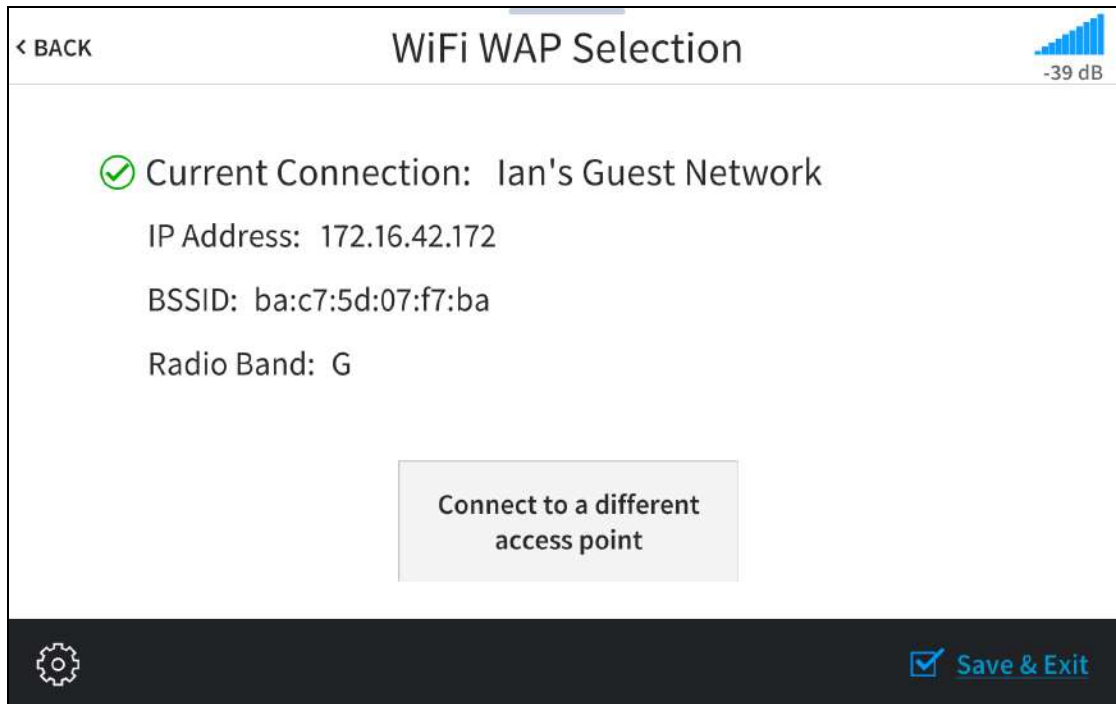 < BACK
WiFi WAP Selection
-39 dB
Current Connection: Ian's Guest Network
IP Address: 172.16.42.172
BSSID: ba:c7:5d:07:f7:ba
Radio Band: G
Connect to a different
access point
Save & Exit